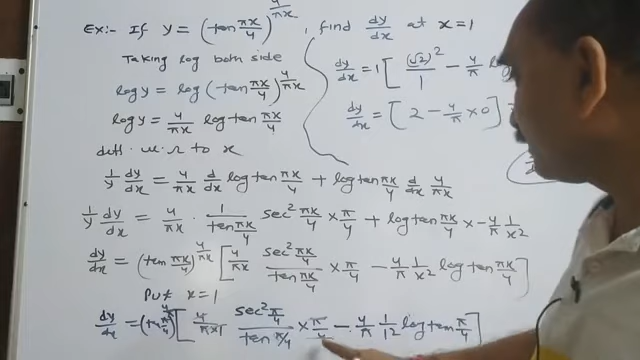 Ex:- If y = (tan πx/4)^(4/πx), find dy/dx at x=1
Taking log both side
log y = log (tan πx/4)^(4/πx)
log y = 4/πx log tan πx/4
diff. w. r to x
1/y dy/dx = 4/πx d/dx log tan πx/4 + log tan πx/4 d/dx 4/πx
1/y dy/dx = 4/πx · 1/(tan πx/4) sec² πx/4 × π/4 + log tan πx/4 × -4/π 1/x²
dy/dx = (tan πx/4)^(4/πx) [4/πx (sec² πx/4)/(tan πx/4) × π/4 - 4/π 1/x² log tan πx/4]
Put x = 1
dy/dx = (tan π/4)^(4/π) [4/π×1 (sec² π/4)/(tan π/4) × π/4 - 4/π 1/1² log tan π/4]
dy/dx = 1 [(√2)²/1 - 4/π log
dy/dx = [2 - 4/π × 0]